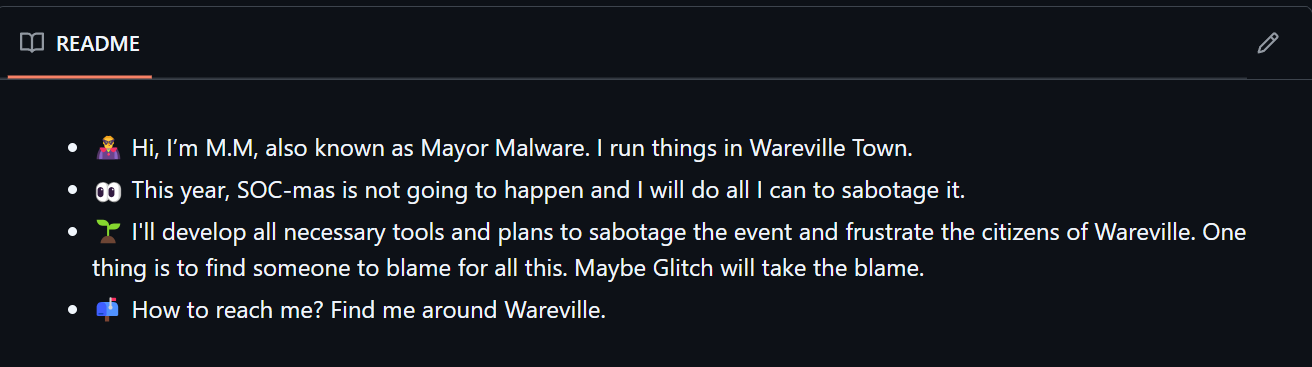 README
Hi, I’m M.M, also known as Mayor Malware. I run things in Wareville Town.
This year, SOC-mas is not going to happen and I will do all I can to sabotage it.
I'll develop all necessary tools and plans to sabotage the event and frustrate the citizens of Wareville. One
thing is to find someone to blame for all this. Maybe Glitch will take the blame.
How to reach me? Find me around Wareville.